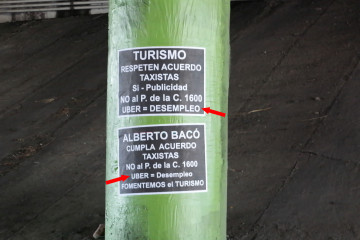 TURISMO
RESPETEN ACUERDO
TAXISTAS
Si - Publicidad
NO al P. de la C. 1600
UBER = DESEMPLEO
ALBERTO BACÓ
CUMPLA ACUERDO
TAXISTAS
NO al P. de la C. 1600
UBER = Desempleo
FOMENTEMOS el TURISMO